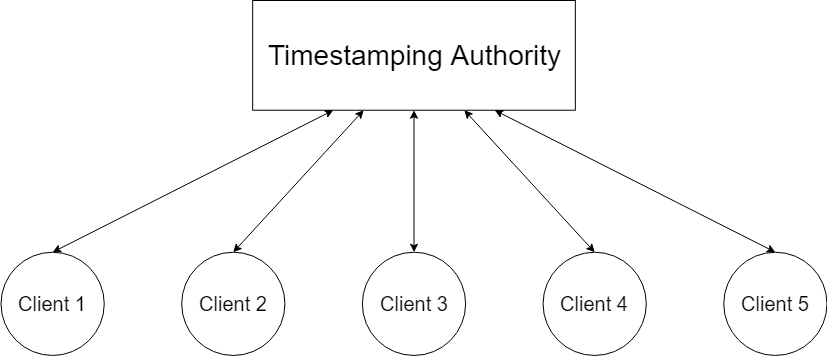 Timestamping Authority
Client 1
Client 2
Client 3
Client 4
Client 5